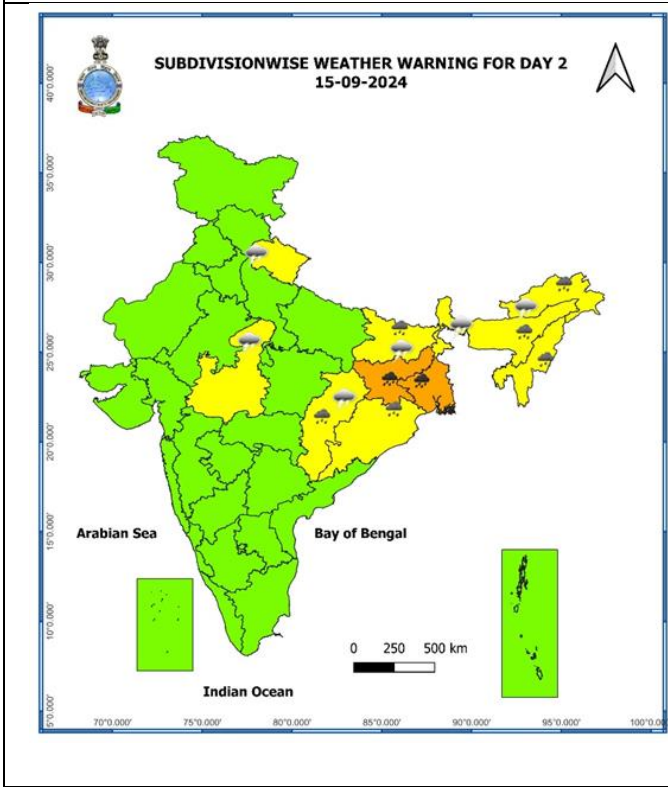 SUBDIVISIONWISE WEATHER WARNING FOR DAY 2
15-09-2024
40°0.000'
35°0.000'
30°0.000'
25°0.000'
20°0.000'
15°0.000'
10°0.000'
5°0.000'
Arabian Sea
Bay of Bengal
0 250 500 km
Indian Ocean
70°0.000' 75°0.000' 80°0.000' 85°0.000' 90°0.000' 95°0.000' 100°0.000'